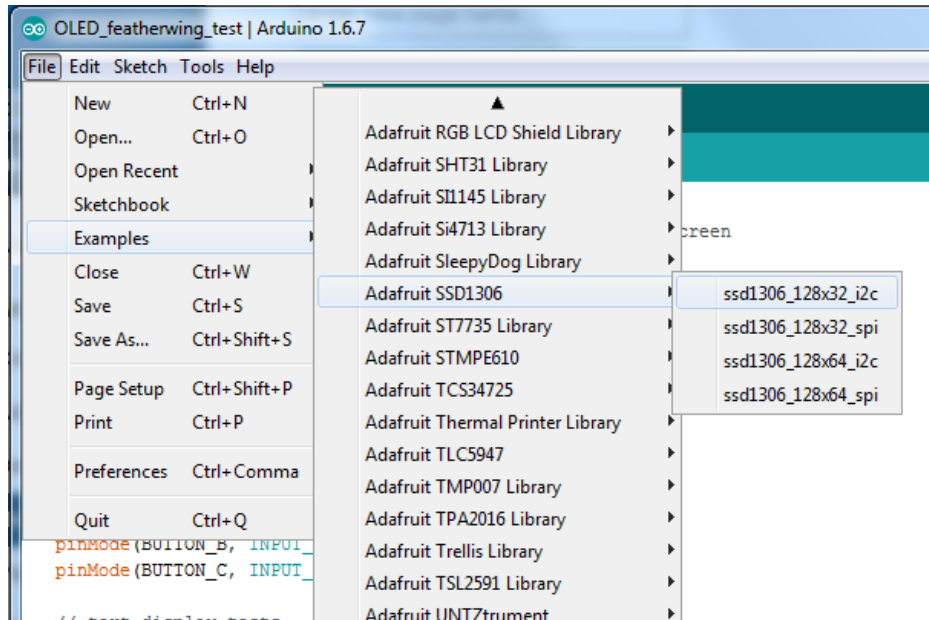 OLED_featherwing_test | Arduino 1.6.7
File Edit Sketch Tools Help
New Ctrl+N
Open... Ctrl+O
Open Recent
Sketchbook
Examples
Close Ctrl+W
Save Ctrl+S
Save As... Ctrl+Shift+S
Page Setup Ctrl+Shift+P
Print Ctrl+P
Preferences Ctrl+Comma
Quit Ctrl+Q
Adafruit RGB LCD Shield Library
Adafruit SHT31 Library
Adafruit SI1145 Library
Adafruit Si4713 Library
Adafruit SleepyDog Library
Adafruit SSD1306
Adafruit ST7735 Library
Adafruit STMPE610
Adafruit TCS34725
Adafruit Thermal Printer Library
Adafruit TLC5947
Adafruit TMP007 Library
Adafruit TPA2016 Library
Adafruit Trellis Library
Adafruit TSL2591 Library
Adafruit UNTZtrument
ssd1306_128x32_i2c
ssd1306_128x32_spi
ssd1306_128x64_i2c
ssd1306_128x64_spi
creen
pinMode(BUTTON_B, INPUT_
pinMode(BUTTON_C, INPUT_
// text display tests